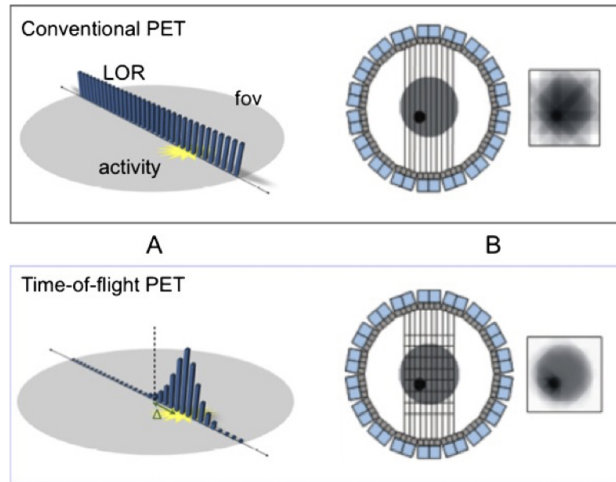 Conventional PET
LOR
fov
activity
A
B
Time-of-flight PET
Δ